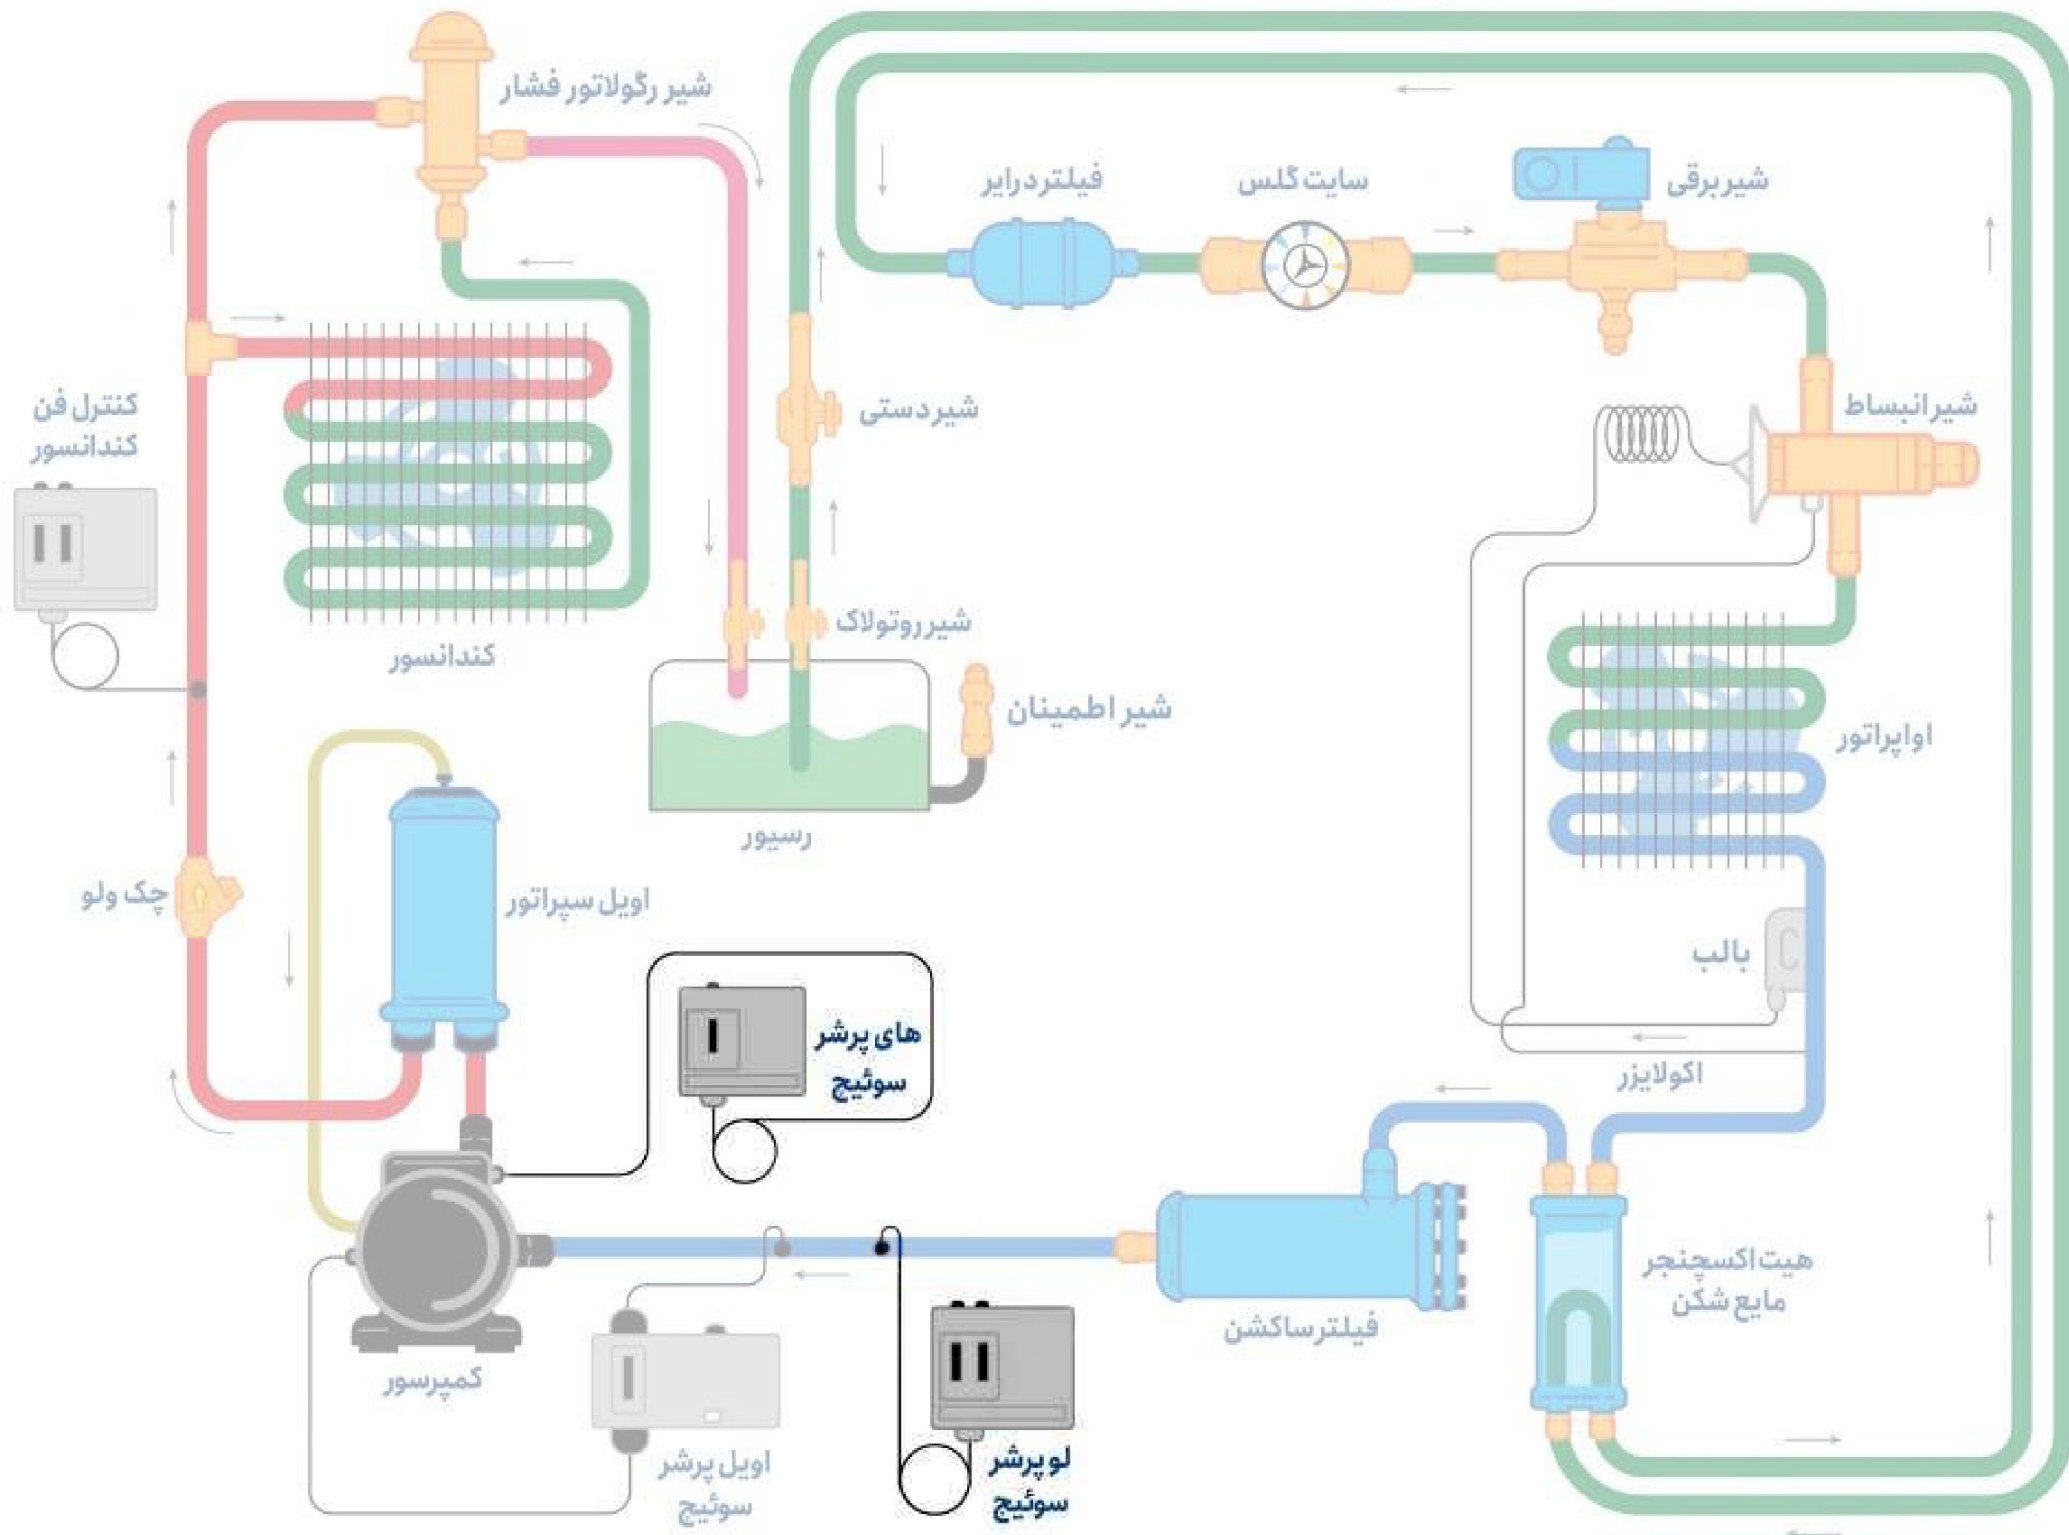 شیر رگولاتور فشار
فیلتر درایر
سایت گلس
شیر برقی
کنترل فن
کندانسور
شیر دستی
شیر انبساط
شیر روتولاک
کندانسور
شیر اطمینان
اواپراتور
رسیور
چک ولو
اویل سپراتور
بالب
های پرشر
سوئیچ
اکولایزر
هیت اکسچنجر
مایع شکن
فیلتر ساکشن
کمپرسور
لو پرشر
سوئیچ
اویل پرشر
سوئیچ